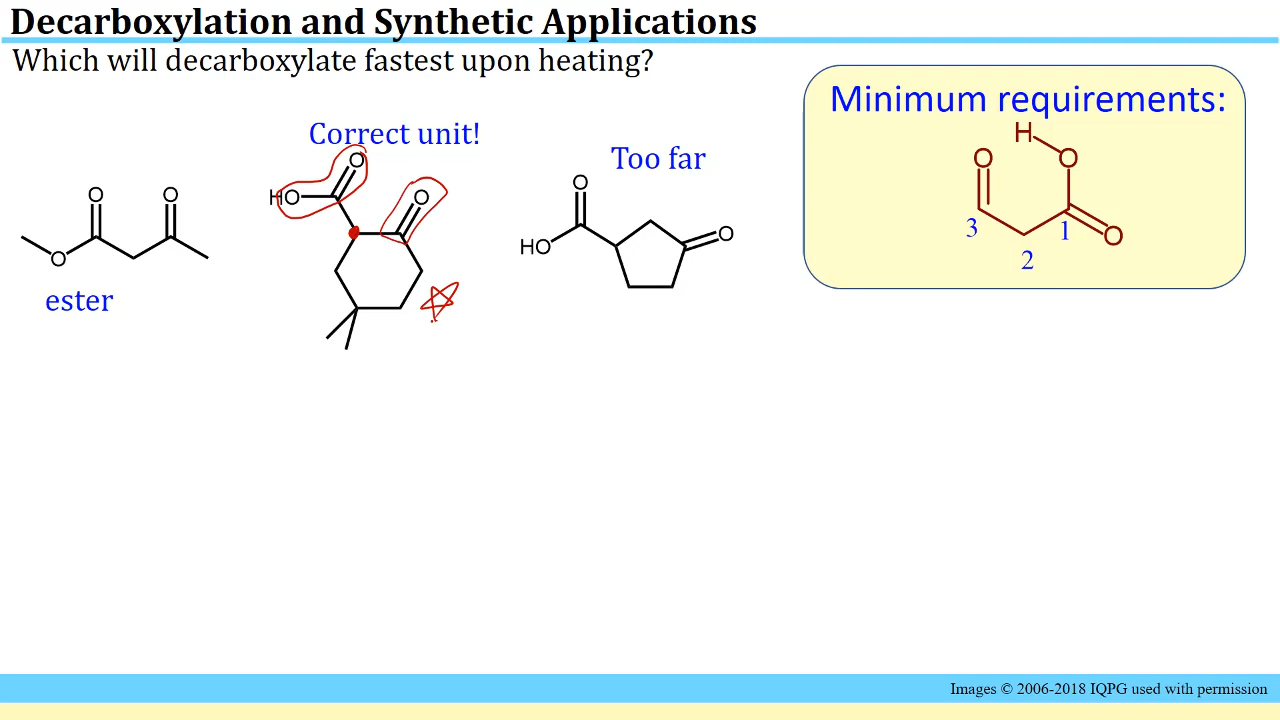 Decarboxylation and Synthetic Applications
Which will decarboxylate fastest upon heating?
Minimum requirements:
Correct unit!
Too far
ester
O
O
O
HO
O
O
HO
O
O
H
O
O
O
3
1
2
Images © 2006-2018 IQPG used with permission